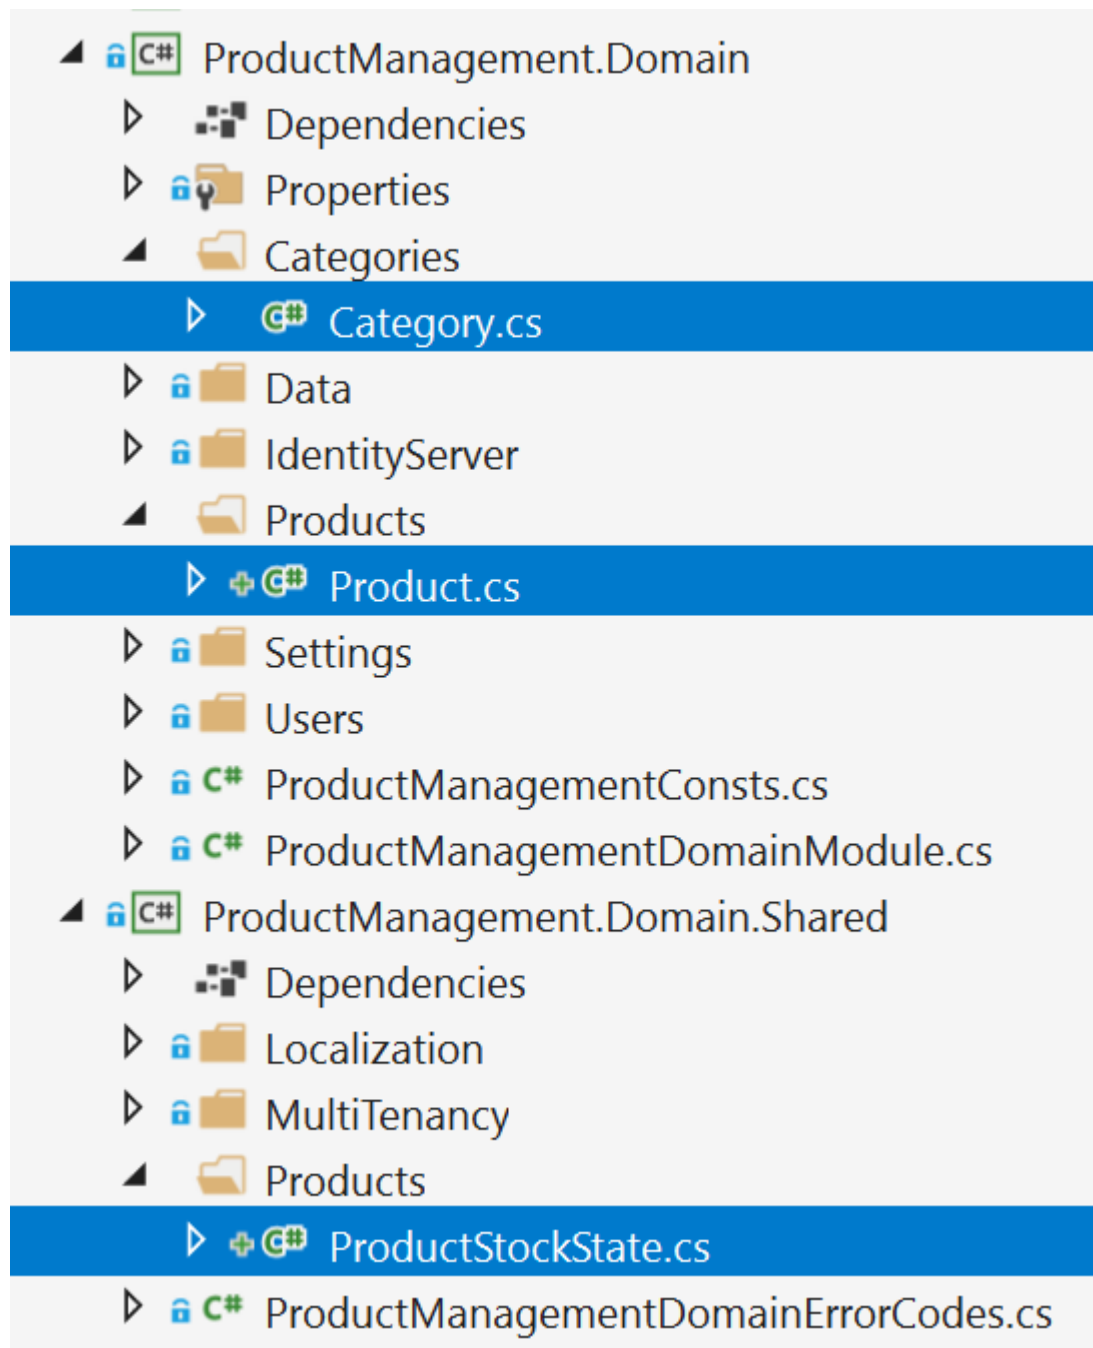 C# ProductManagement.Domain
Dependencies
Properties
Categories
C# Category.cs
Data
IdentityServer
Products
C# Product.cs
Settings
Users
C# ProductManagementConsts.cs
C# ProductManagementDomainModule.cs
C# ProductManagement.Domain.Shared
Dependencies
Localization
MultiTenancy
Products
C# ProductStockState.cs
C# ProductManagementDomainErrorCodes.cs